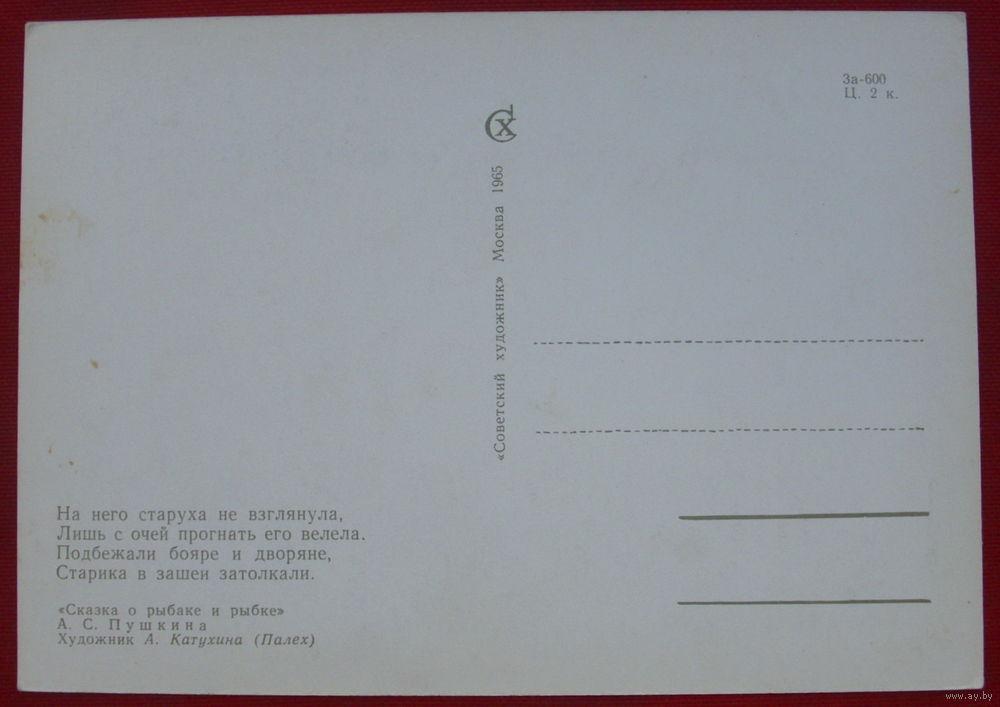 За-600
Ц. 2 к.
СХ
«Советский художник» Москва 1965
На него старуха не взглянула,
Лишь с очей прогнать его велела.
Подбежали бояре и дворяне,
Старика в зашеи затолкали.
«Сказка о рыбаке и рыбке»
А. С. Пушкина
Художник А. Катухина (Палех)
www.ay.by